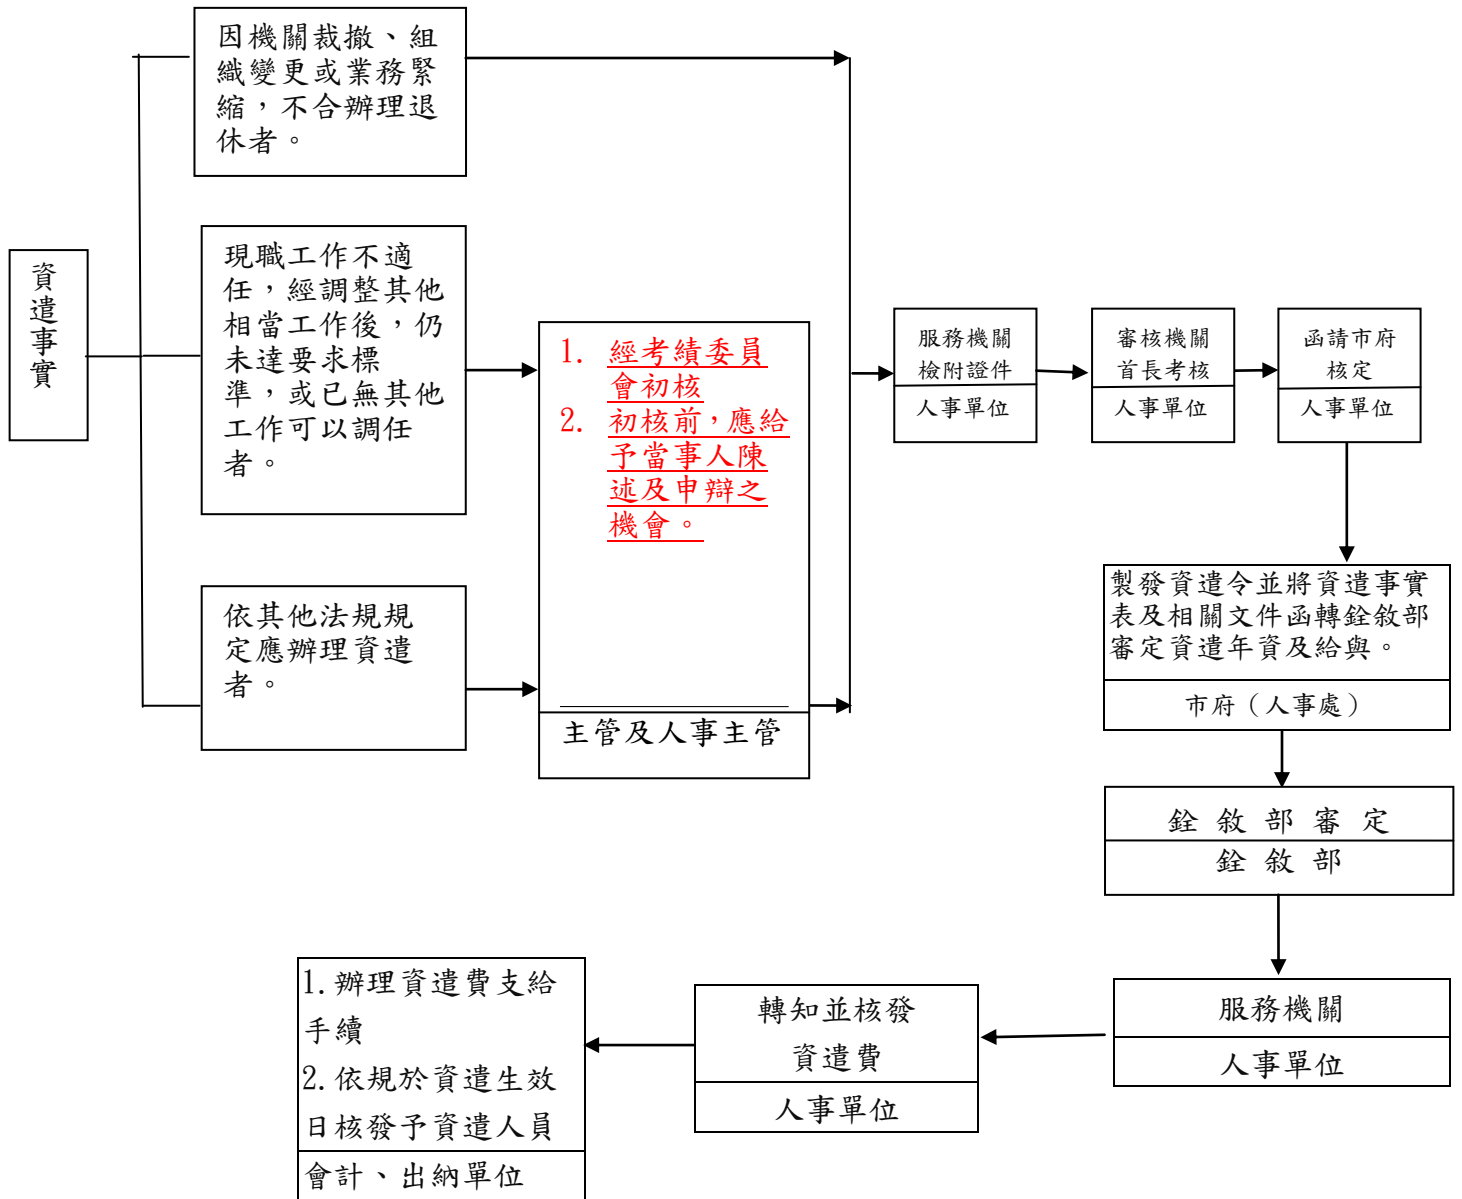 資遣事實
因機關裁撤、組
織變更或業務緊
縮，不合辦理退
休者。
現職工作不適
任，經調整其他
相當工作後，仍
未達要求標
準，或已無其他
工作可以調任
者。
依其他法規規
定應辦理資遣
者。
1. 經考績委員
會初核
2. 初核前，應給
予當事人陳
述及申辯之
機會。
主管及人事主管
服務機關
檢附證件
人事單位
審核機關
首長考核
人事單位
函請市府
核定
人事單位
製發資遣令並將資遣事實
表及相關文件函轉銓敘部
審定資遣年資及給與。
市府（人事處）
銓敘部審定
銓敘部
服務機關
人事單位
轉知並核發
資遣費
人事單位
1.辦理資遣費支給
手續
2.依規於資遣生效
日核發予資遣人員
會計、出納單位